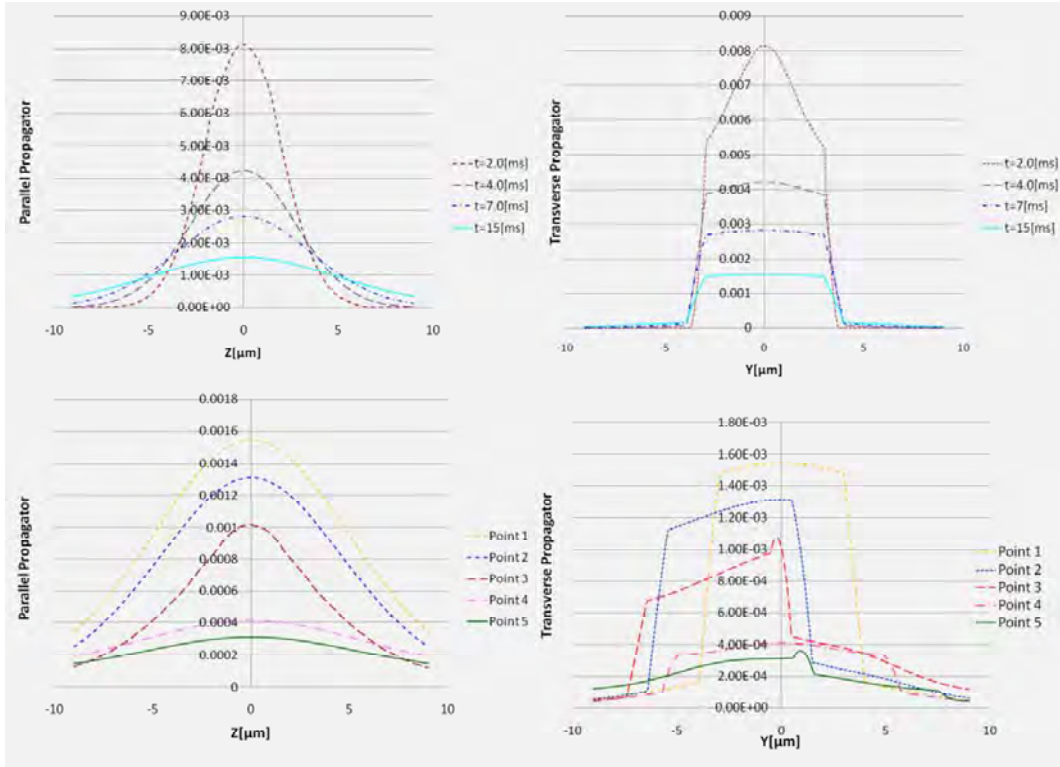 9.00E-03
8.00E-03
7.00E-03
6.00E-03
5.00E-03
4.00E-03
3.00E-03
2.00E-03
1.00E-03
0.00E+00
Parallel Propagator
-10 -5 0 5 10
Z[µm]
t=2.0[ms]
t=4.0[ms]
t=7.0[ms]
t=15[ms]
0.009
0.008
0.007
0.006
0.005
0.004
0.003
0.002
0.001
0
Transverse Propagator
-10 -5 0 5 10
Y[µm]
t=2.0[ms]
t=4.0[ms]
t=7[ms]
t=15[ms]
0.0018
0.0016
0.0014
0.0012
0.001
0.0008
0.0006
0.0004
0.0002
0
Parallel Propagator
-10 -5 0 5 10
Z[µm]
Point 1
Point 2
Point 3
Point 4
Point 5
1.80E-03
1.60E-03
1.40E-03
1.20E-03
1.00E-03
8.00E-04
6.00E-04
4.00E-04
2.00E-04
0.00E+00
Transverse Propagator
-10 -5 0 5 10
Y[µm]
Point 1
Point 2
Point 3
Point 4
Point 5